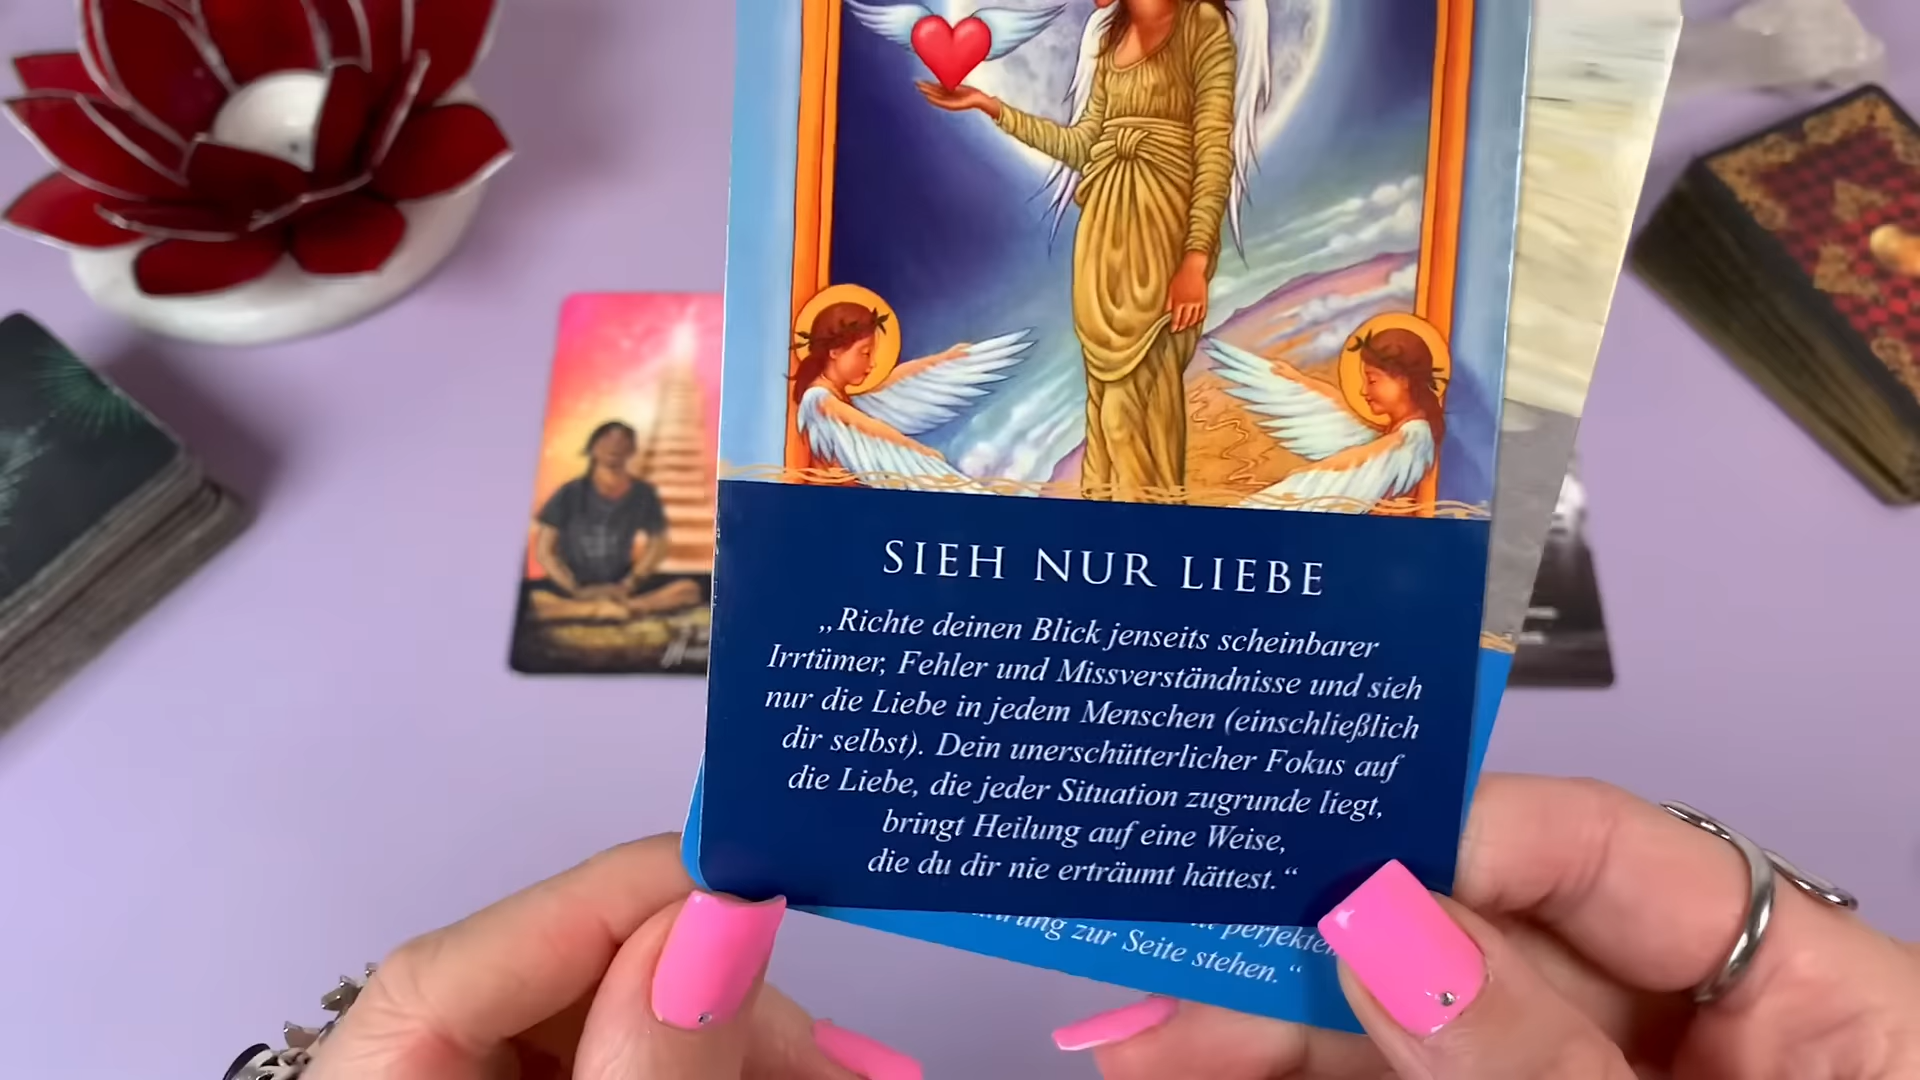 SIEH NUR LIEBE
„Richte deinen Blick jenseits scheinbarer
Irrtümer, Fehler und Missverständnisse und sieh
nur die Liebe in jedem Menschen (einschließlich
dir selbst). Dein unerschütterlicher Fokus auf
die Liebe, die jeder Situation zugrunde liegt,
bringt Heilung auf eine Weise,
die du dir nie erträumt hättest.“
perfekten
zur Seite stehen.“